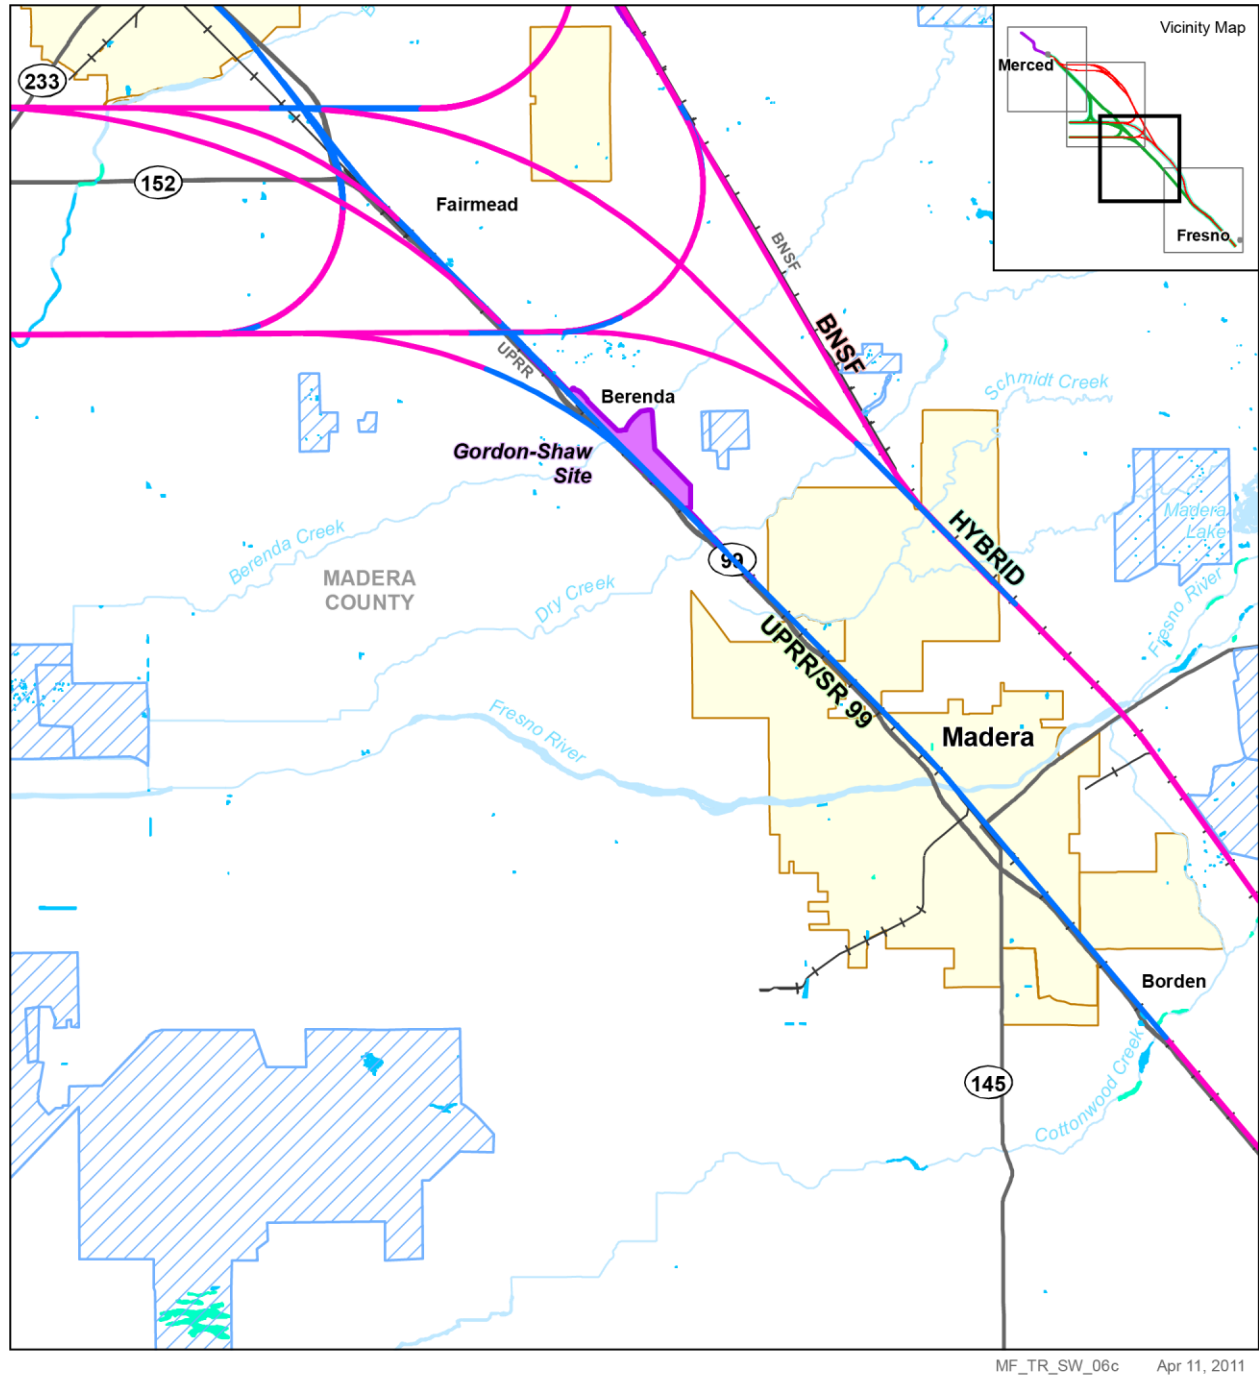 Vicinity Map
Merced
Fresno
233
152
Fairmead
BNSF
BNSF
UPRR
Berenda
Gordon-Shaw
Site
Schmidt Creek
Madera
Lake
HYBRID
99
Berenda Creek
MADERA
COUNTY
Dry Creek
Fresno River
UPRR/SR 99
Fresno River
Madera
Borden
145
Cottonwood Creek
MF_TR_SW_06c Apr 11, 2011